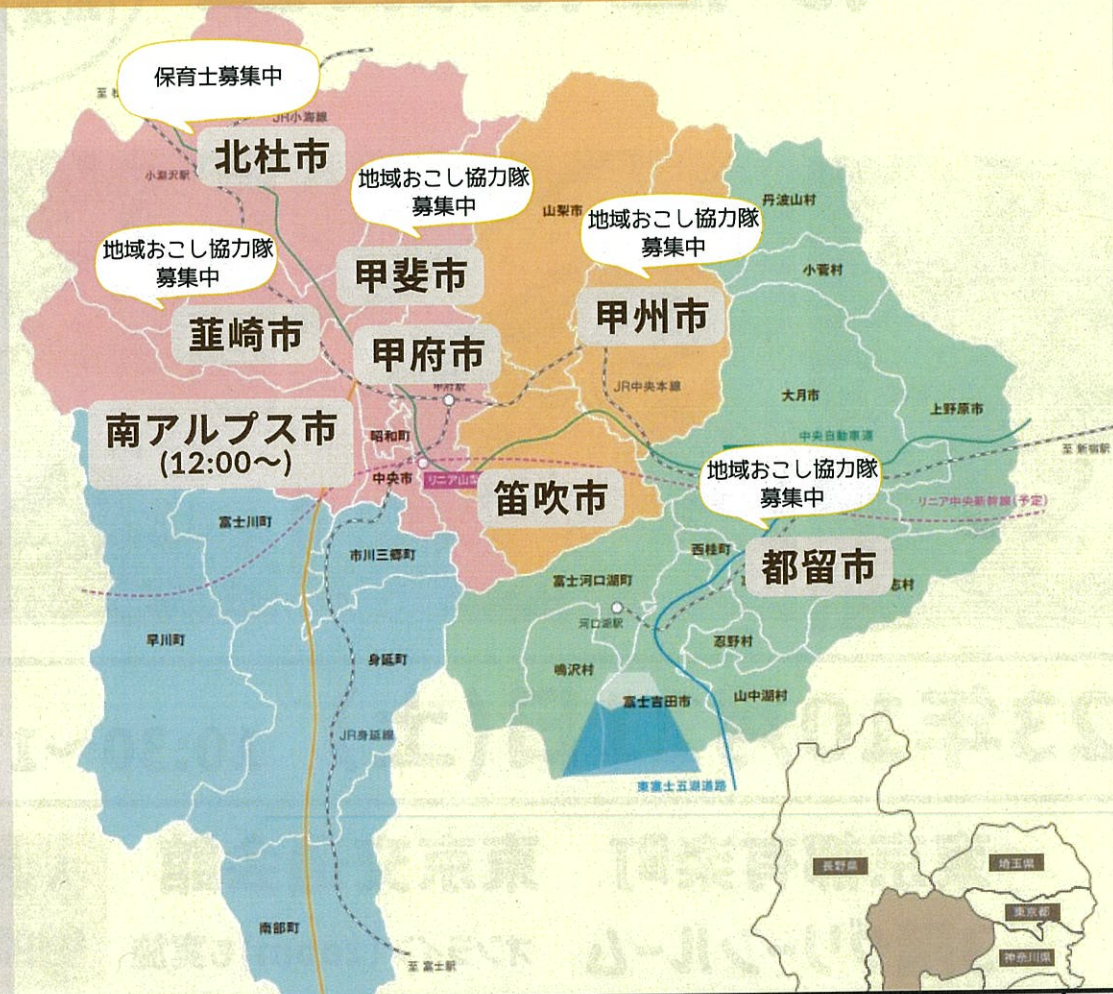 保育士募集中
JR小海線
北杜市
小淵沢駅
地域おこし協力隊
募集中
甲斐市
地域おこし協力隊
募集中
韮崎市
山梨市
地域おこし協力隊
募集中
甲州市
丹波山村
小菅村
甲府市
甲府駅
JR中央本線
大月市
上野原市
南アルプス市
(12:00〜)
昭和町
中央市
リニア山梨
笛吹市
中央自動車道
至 新宿駅
地域おこし協力隊
募集中
リニア中央新幹線(予定)
都留市
富士川町
市川三郷町
西桂町
志村
富士河口湖町
河口湖駅
忍野村
早川町
身延町
鳴沢村
富士吉田市
山中湖村
JR身延線
東富士五湖道路
南部町
至 富士駅
長野県
埼玉県
東京都
神奈川県